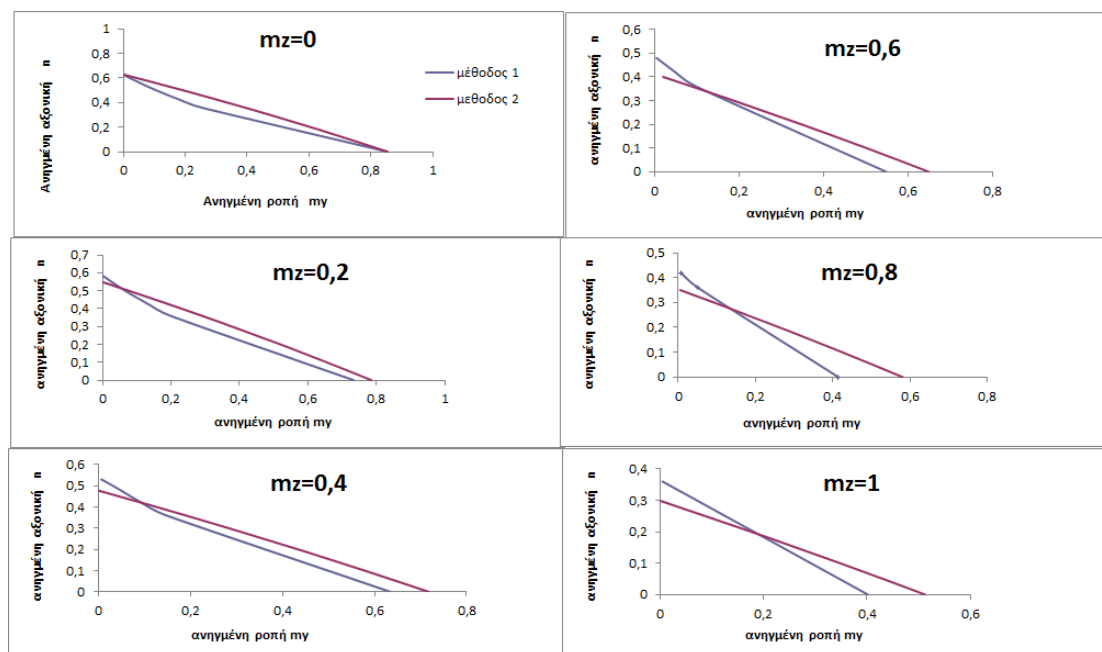 mz=0
1
0,8
0,6
0,4
0,2
0
0 0,2 0,4 0,6 0,8 1
Ανηγμένη αξονική n
Ανηγμένη ροπή my
μέθοδος 1
μεθοδος 2
mz=0,6
0,6
0,5
0,4
0,3
0,2
0,1
0
0 0,2 0,4 0,6 0,8
ανηγμένη αξονική n
ανηγμένη ροπή my
mz=0,2
0,7
0,6
0,5
0,4
0,3
0,2
0,1
0
0 0,2 0,4 0,6 0,8 1
ανηγμένη αξονική n
ανηγμένη ροπή my
mz=0,8
0,5
0,4
0,3
0,2
0,1
0
0 0,2 0,4 0,6 0,8
ανηγμένη αξονική n
ανηγμένη ροπή my
mz=0,4
0,6
0,5
0,4
0,3
0,2
0,1
0
0 0,2 0,4 0,6 0,8
ανηγμένη αξονική n
ανηγμένη ροπή my
mz=1
0,4
0,3
0,2
0,1
0
0 0,2 0,4 0,6
ανηγμένη αξονική n
ανηγμένη ροπή my